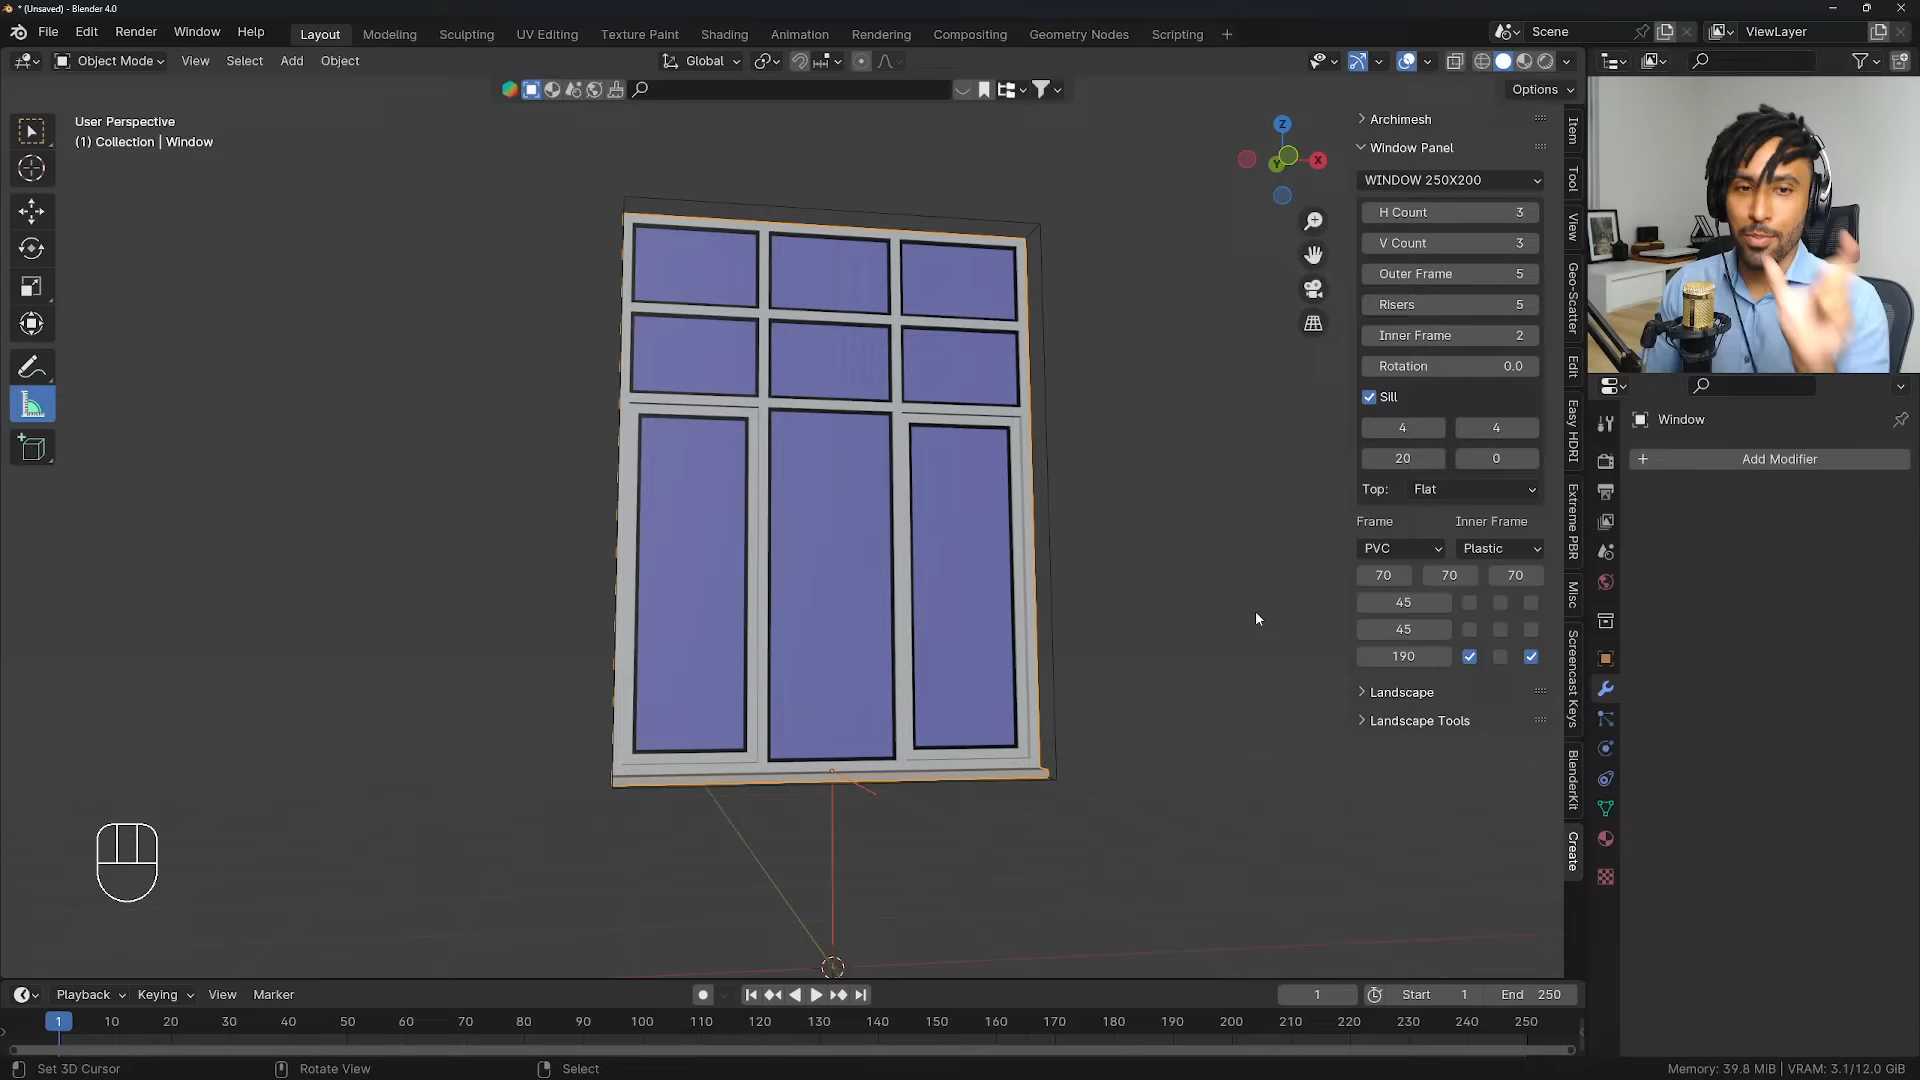 * (Unsaved) - Blender 4.0
File Edit Render Window Help
Layout Modeling Sculpting UV Editing Texture Paint Shading Animation Rendering Compositing Geometry Nodes Scripting +
Scene
ViewLayer
Object Mode View Select Add Object
Global
Options
User Perspective
(1) Collection | Window
Z
X
Y
Archimesh
Window Panel
WINDOW 250X200
H Count 3
V Count 3
Outer Frame 5
Risers 5
Inner Frame 2
Rotation 0.0
Sill
4 4
20 0
Top: Flat
Frame Inner Frame
PVC Plastic
70 70 70
45
45
190
Landscape
Landscape Tools
Item
Tool
View
Geo-Scatter
Edit
Easy HDRI
Extreme PBR
Misc
Screencast Keys
BlenderKit
Create
Window
+ Add Modifier
Playback Keying View Marker
1 Start 1 End 250
1 10 20 30 40 50 60 70 80 90 100 110 120 130 140 150 160 170 180 190 200 210 220 230 240 250
Set 3D Cursor Rotate View Select
Memory: 39.8 MiB | VRAM: 3.1/12.0 GiB